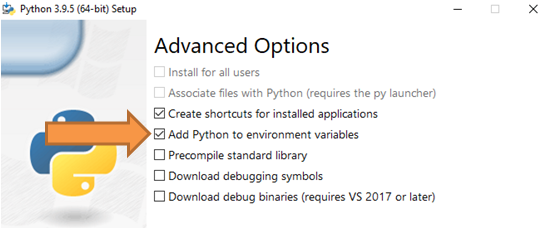 Python 3.9.5 (64-bit) Setup
Advanced Options
Install for all users
Associate files with Python (requires the py launcher)
Create shortcuts for installed applications
Add Python to environment variables
Precompile standard library
Download debugging symbols
Download debug binaries (requires VS 2017 or later)